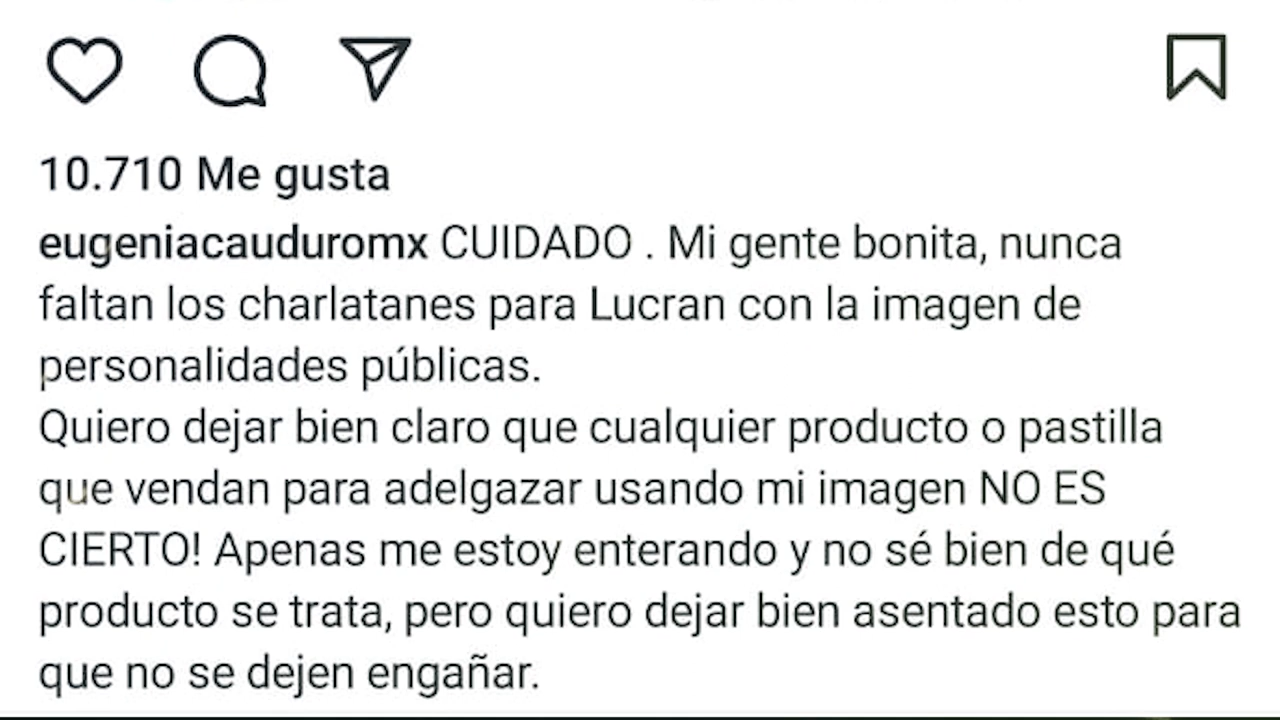 10.710 Me gusta
eugeniacauduromx CUIDADO . Mi gente bonita, nunca
faltan los charlatanes para Lucran con la imagen de
personalidades públicas.
Quiero dejar bien claro que cualquier producto o pastilla
que vendan para adelgazar usando mi imagen NO ES
CIERTO! Apenas me estoy enterando y no sé bien de qué
producto se trata, pero quiero dejar bien asentado esto para
que no se dejen engañar.